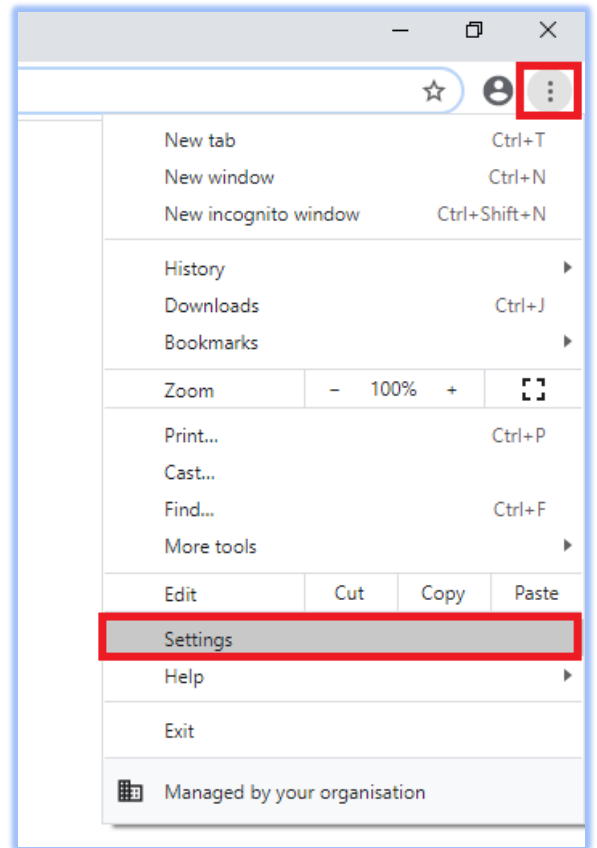 New tab Ctrl+T
New window Ctrl+N
New incognito window Ctrl+Shift+N
History
Downloads Ctrl+J
Bookmarks
Zoom − 100% +
Print... Ctrl+P
Cast...
Find... Ctrl+F
More tools
Edit Cut Copy Paste
Settings
Help
Exit
Managed by your organisation